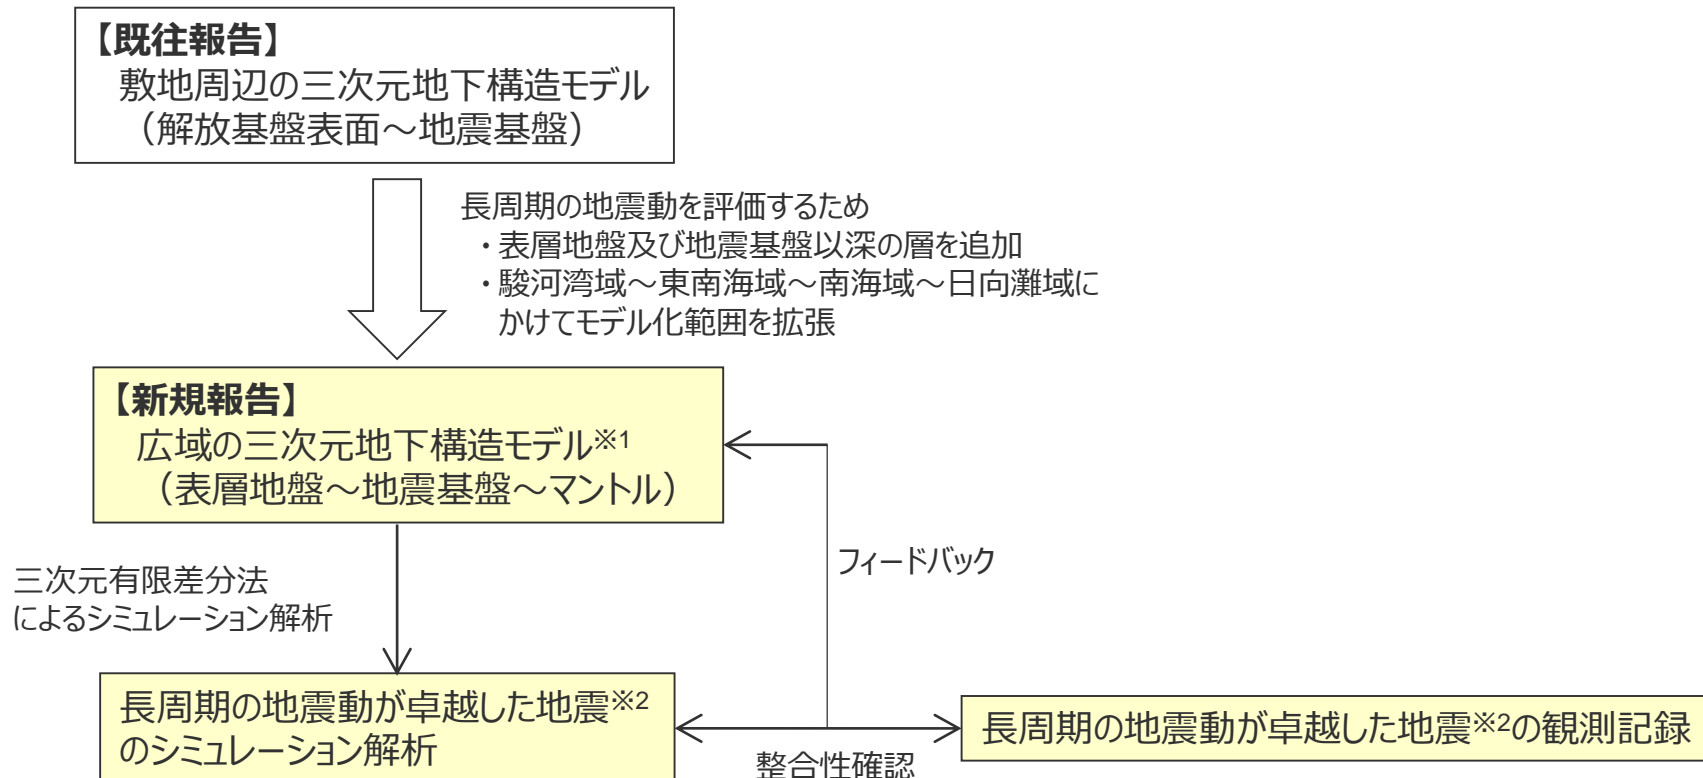 【既往報告】
敷地周辺の三次元地下構造モデル
（解放基盤表面～地震基盤）
長周期の地震動を評価するため
・表層地盤及び地震基盤以深の層を追加
・駿河湾域～東南海域～南海域～日向灘域に
かけてモデル化範囲を拡張
【新規報告】
広域の三次元地下構造モデル※1
（表層地盤～地震基盤～マントル）
フィードバック
三次元有限差分法
によるシミュレーション解析
長周期の地震動が卓越した地震※2
のシミュレーション解析
整合性確認
長周期の地震動が卓越した地震※2の観測記録